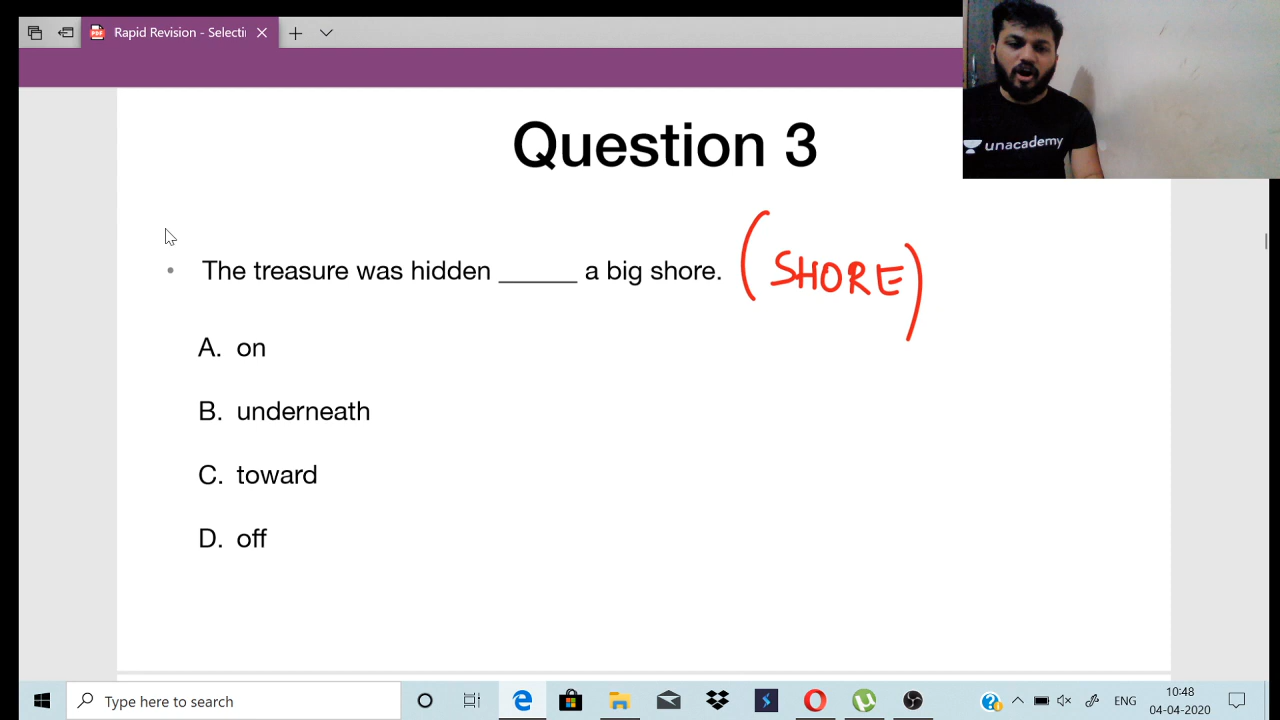 Rapid Revision - Selecti
unacademy
Question 3
• The treasure was hidden ______ a big shore. (SHORE)
A. on
B. underneath
C. toward
D. off
Type here to search
ENG
10:48
04-04-2020